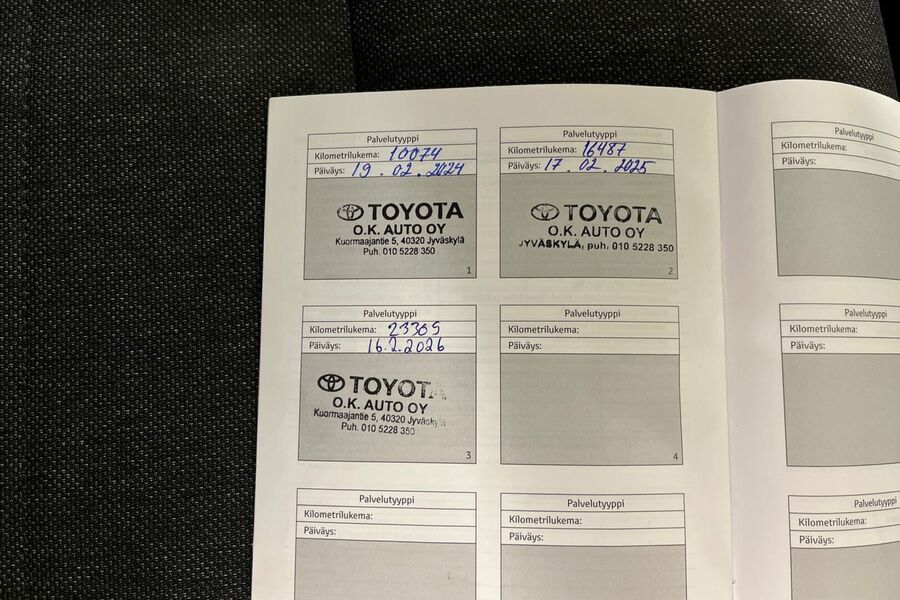 Palvelutyyppi
Kilometrilukema: 10074
Päiväys: 19.02.2024
TOYOTA
O.K. AUTO OY
Kuormaajantie 5, 40320 Jyväskylä
Puh. 010 5228 350
1
Palvelutyyppi
Kilometrilukema: 16487
Päiväys: 17.02.2025
TOYOTA
O.K. AUTO OY
JYVÄSKYLÄ, puh. 010 5228 350
2
Palvelutyyppi
Kilometrilukema:
Päiväys:
Palvelutyyppi
Kilometrilukema: 23305
Päiväys: 16.2.2026
TOYOTA
O.K. AUTO OY
Kuormaajantie 5, 40320 Jyväskylä
Puh. 010 5228 350
3
Palvelutyyppi
Kilometrilukema:
Päiväys:
4
Palvelutyyppi
Kilometrilukema:
Päiväys:
Palvelutyyppi
Kilometrilukema:
Päiväys:
Palvelutyyppi
Kilometrilukema:
Päiväys:
Palvelutyyppi
Kilometrilukema:
Päiväys: